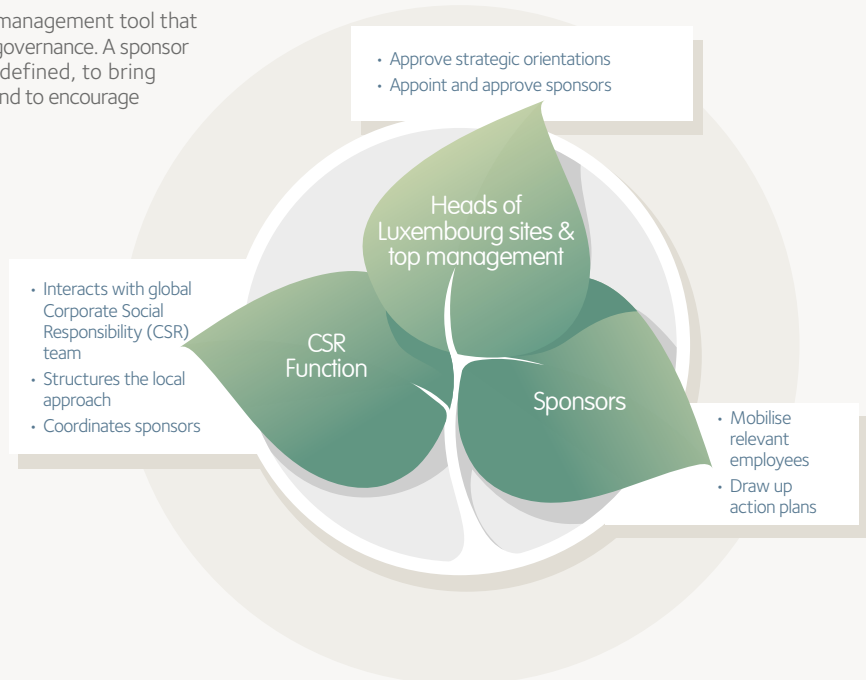 management tool that
governance. A sponsor
defined, to bring
nd to encourage
• Approve strategic orientations
• Appoint and approve sponsors
Heads of
Luxembourg sites &
top management
• Interacts with global
Corporate Social
Responsibility (CSR)
team
• Structures the local
approach
• Coordinates sponsors
CSR
Function
Sponsors
• Mobilise
relevant
employees
• Draw up
action plans